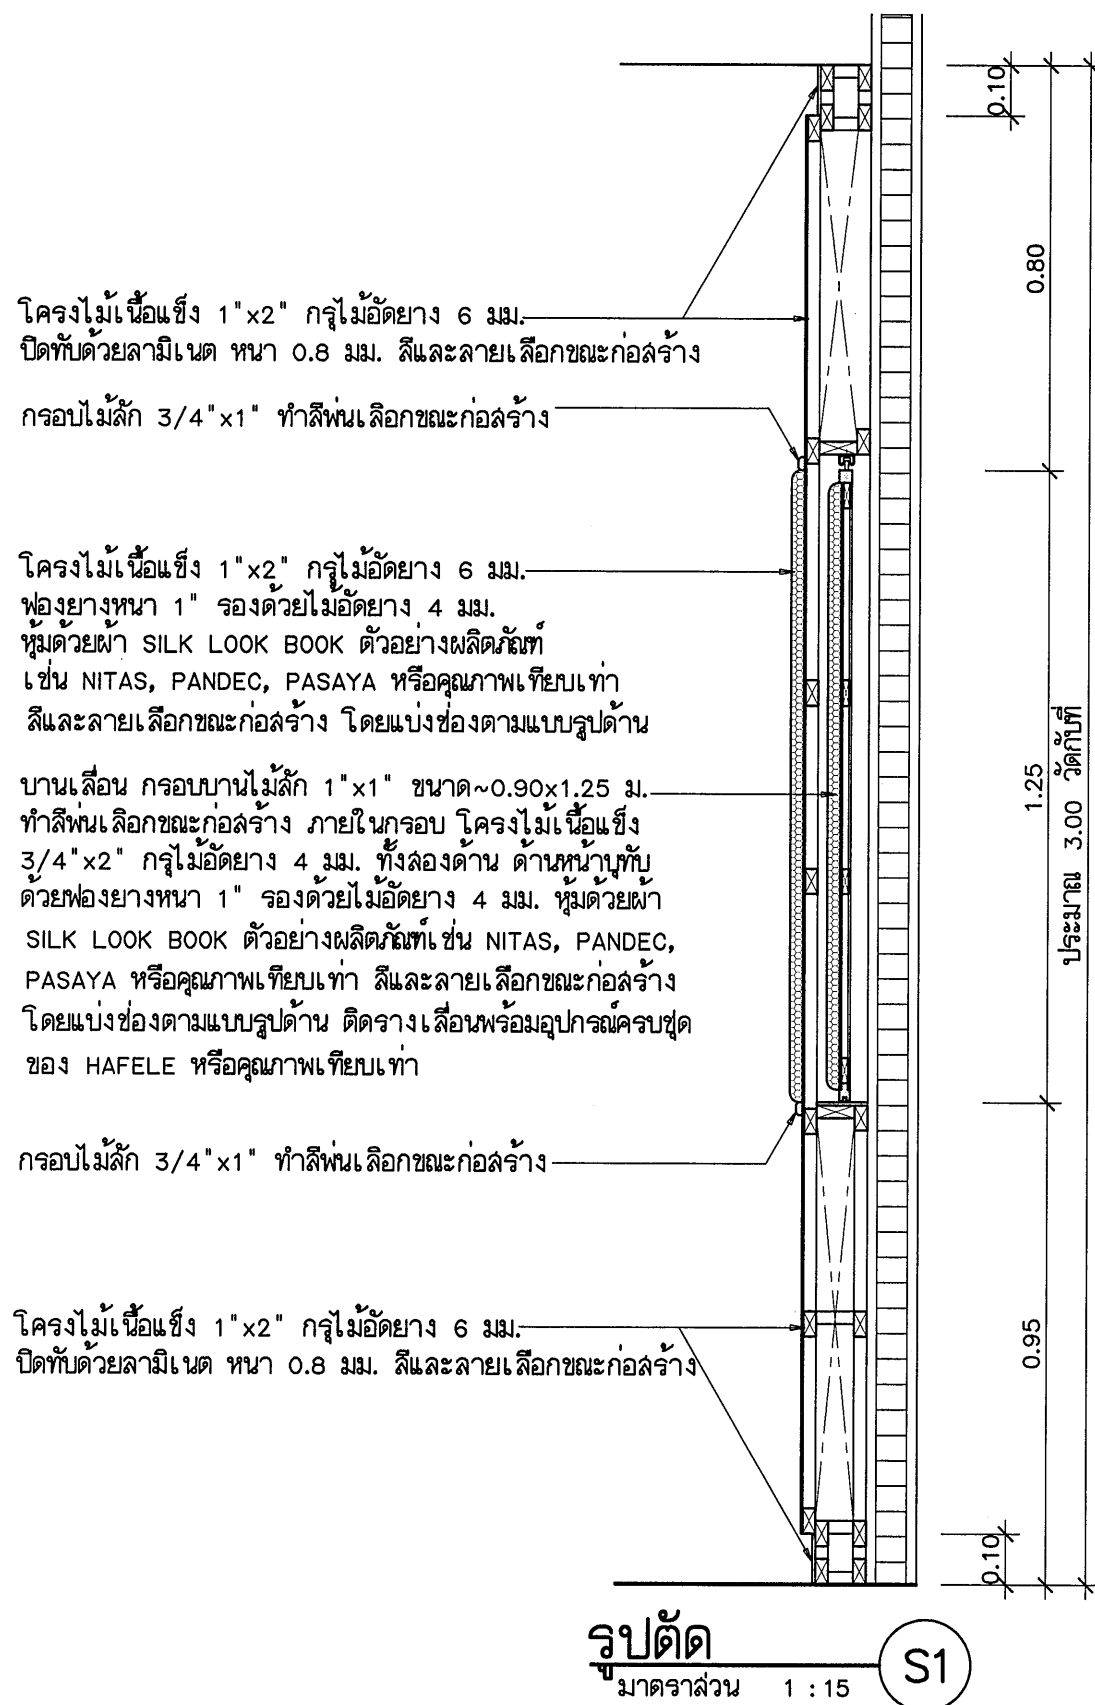 0.10
0.80
โครงไม้เนื้อแข็ง 1"x2" กรุไม้อัดยาง 6 มม.
ปิดทับด้วยลามิเนต หนา 0.8 มม. สีและลายเลือกขณะก่อสร้าง
กรอบไม้สัก 3/4"x1" ทำสีพ่นเลือกขณะก่อสร้าง
โครงไม้เนื้อแข็ง 1"x2" กรุไม้อัดยาง 6 มม.
ฟองยางหนา 1" รองด้วยไม้อัดยาง 4 มม.
หุ้มด้วยผ้า SILK LOOK BOOK ตัวอย่างผลิตภัณฑ์
เช่น NITAS, PANDEC, PASAYA หรือคุณภาพเทียบเท่า
สีและลายเลือกขณะก่อสร้าง โดยแบ่งช่องตามแบบรูปด้าน
บานเลื่อน กรอบบานไม้สัก 1"x1" ขนาด~0.90x1.25 ม.
ทำสีพ่นเลือกขณะก่อสร้าง ภายในกรอบ โครงไม้เนื้อแข็ง
3/4"x2" กรุไม้อัดยาง 4 มม. ทั้งสองด้าน ด้านหน้าบุทับ
ด้วยฟองยางหนา 1" รองด้วยไม้อัดยาง 4 มม. หุ้มด้วยผ้า
SILK LOOK BOOK ตัวอย่างผลิตภัณฑ์เช่น NITAS, PANDEC,
PASAYA หรือคุณภาพเทียบเท่า สีและลายเลือกขณะก่อสร้าง
โดยแบ่งช่องตามแบบรูปด้าน ติดรางเลื่อนพร้อมอุปกรณ์ครบชุด
ของ HAFELE หรือคุณภาพเทียบเท่า
1.25
ประมาณ 3.00 วัดกับที่
กรอบไม้สัก 3/4"x1" ทำสีพ่นเลือกขณะก่อสร้าง
โครงไม้เนื้อแข็ง 1"x2" กรุไม้อัดยาง 6 มม.
ปิดทับด้วยลามิเนต หนา 0.8 มม. สีและลายเลือกขณะก่อสร้าง
0.95
0.10
รูปตัด
มาตราส่วน 1 : 15
S1